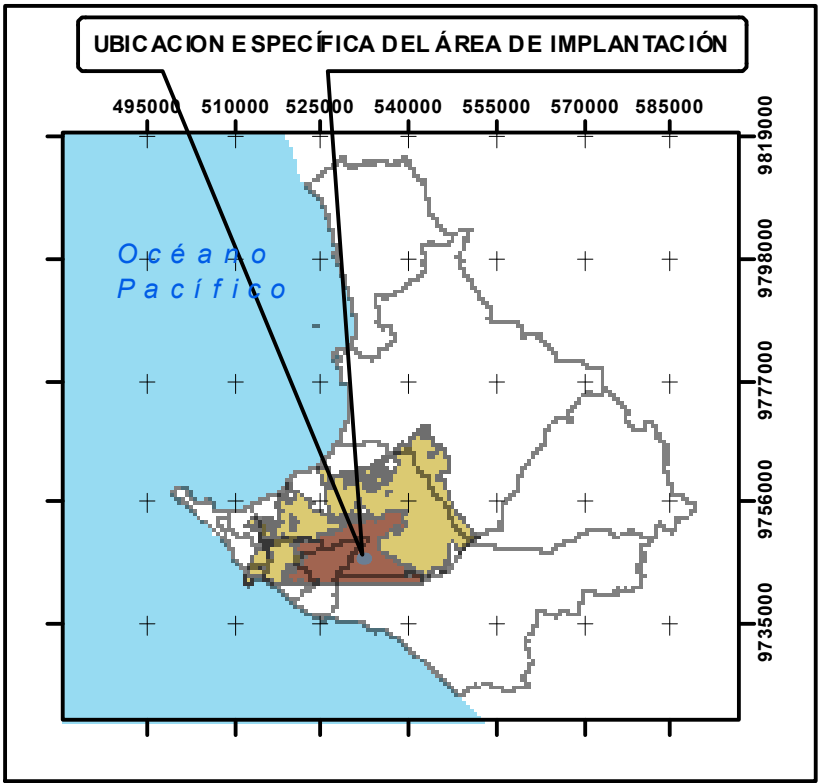 UBICACION ESPECÍFICA DEL ÁREA DE IMPLANTACIÓN
495000 510000 525000 540000 555000 570000 585000
9819000
Océano
Pacífico
9798000
9777000
9756000
9735000